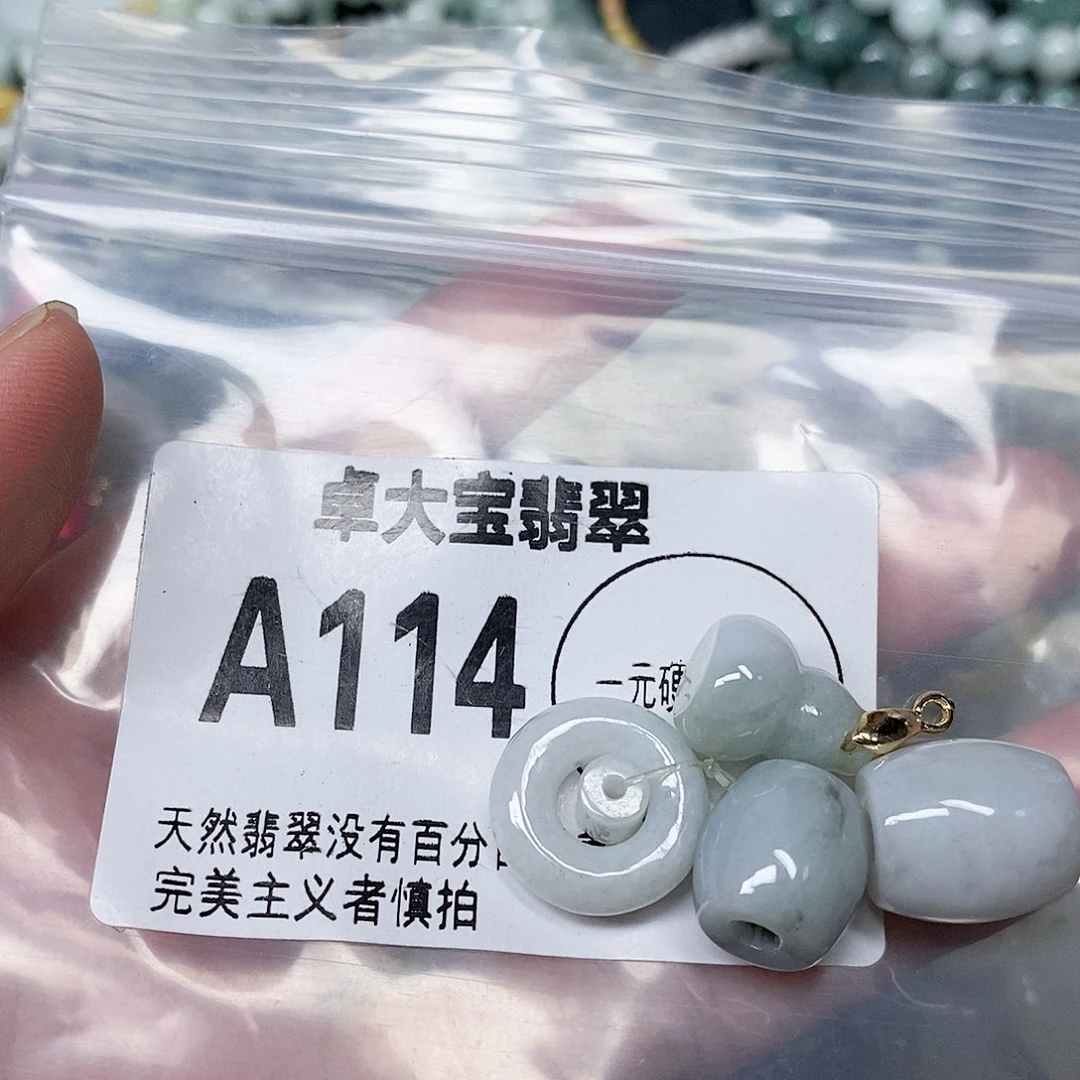 卓大宝翡翠
A114
一元硬
天然翡翠没有百分
完美主义者慎拍